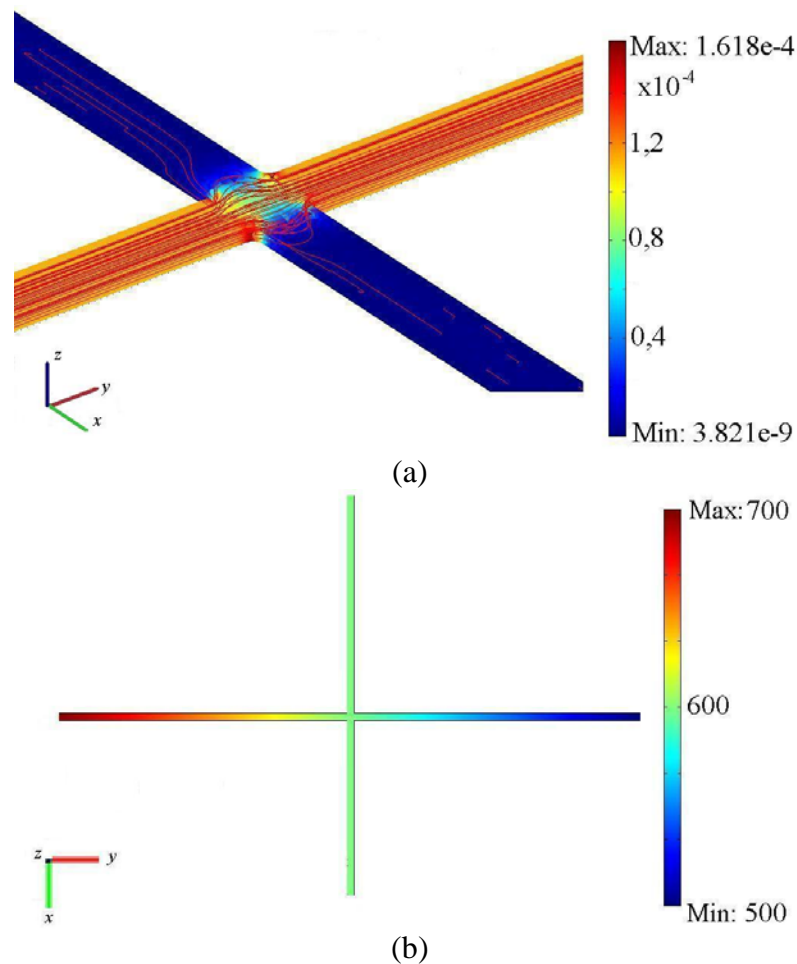 Max: 1.618e-4
x10-4
1,2
0,8
0,4
Min: 3.821e-9
z
y
x
(a)
Max: 700
600
Min: 500
z
y
x
(b)